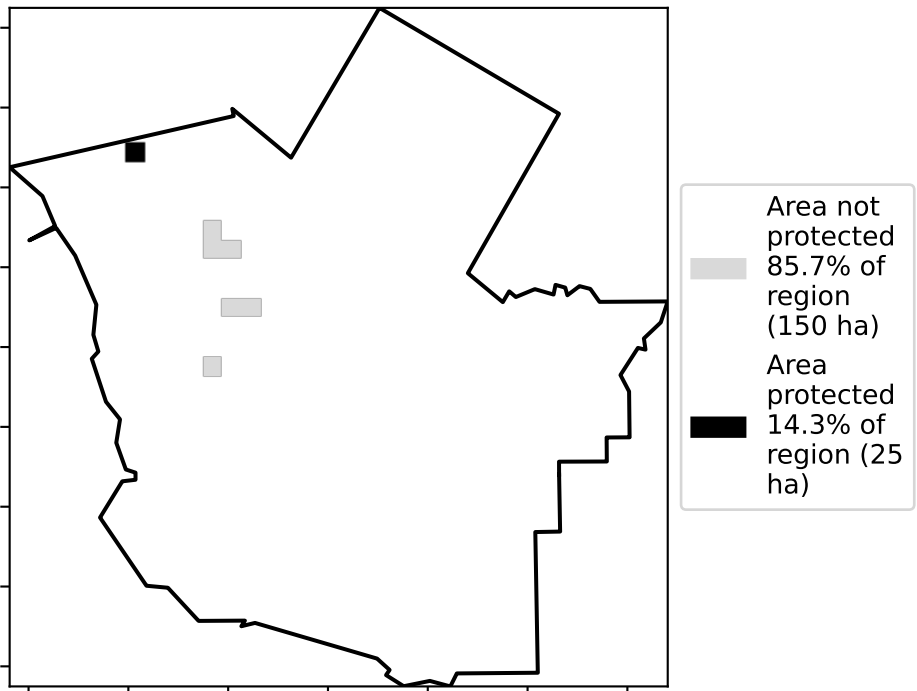 Area not
protected
85.7% of
region
(150 ha)
Area
protected
14.3% of
region (25
ha)